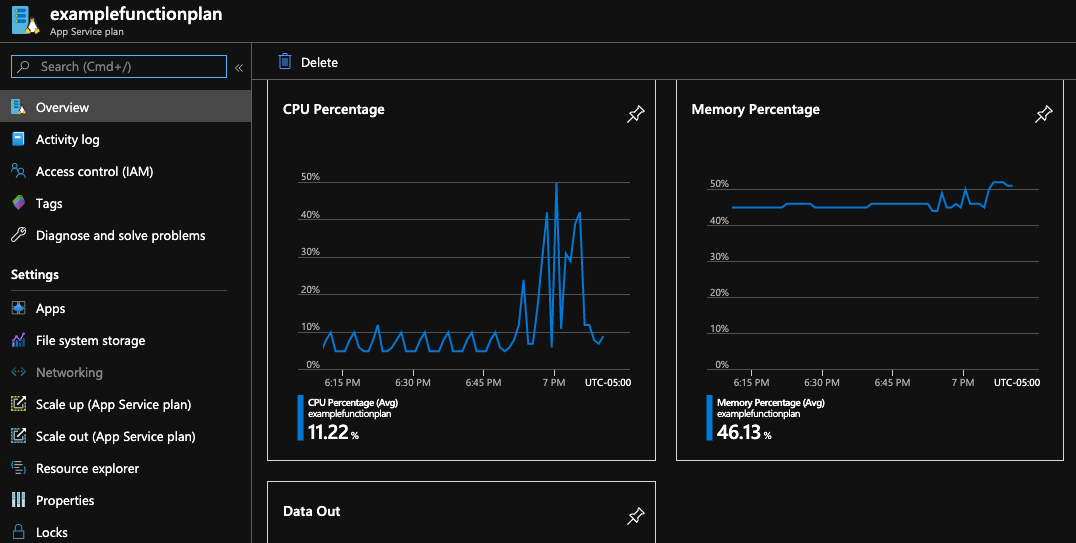 examplefunctionplan
App Service plan
Search (Cmd+/)
«
Delete
Overview
Activity log
Access control (IAM)
Tags
Diagnose and solve problems
Settings
Apps
File system storage
Networking
Scale up (App Service plan)
Scale out (App Service plan)
Resource explorer
Properties
Locks
CPU Percentage
50%
40%
30%
20%
10%
0%
6:15 PM 6:30 PM 6:45 PM 7 PM UTC-05:00
CPU Percentage (Avg)
examplefunctionplan
11.22 %
Memory Percentage
50%
40%
30%
20%
10%
0%
6:15 PM 6:30 PM 6:45 PM 7 PM UTC-05:00
Memory Percentage (Avg)
examplefunctionplan
46.13 %
Data Out